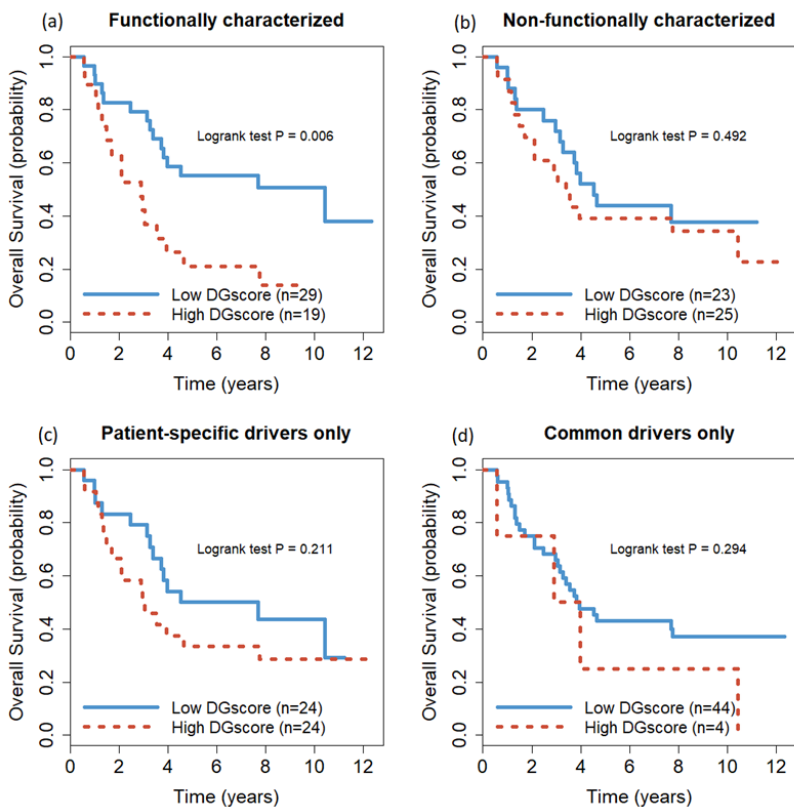 (a) Functionally characterized
Overall Survival (probability)
1.0
0.8
0.6
0.4
0.2
0.0
Logrank test P = 0.006
Low DGscore (n=29)
High DGscore (n=19)
0 2 4 6 8 10 12
Time (years)
(b) Non-functionally characterized
Overall Survival (probability)
1.0
0.8
0.6
0.4
0.2
0.0
Logrank test P = 0.492
Low DGscore (n=23)
High DGscore (n=25)
0 2 4 6 8 10 12
Time (years)
(c) Patient-specific drivers only
Overall Survival (probability)
1.0
0.8
0.6
0.4
0.2
0.0
Logrank test P = 0.211
Low DGscore (n=24)
High DGscore (n=24)
0 2 4 6 8 10 12
Time (years)
(d) Common drivers only
Overall Survival (probability)
1.0
0.8
0.6
0.4
0.2
0.0
Logrank test P = 0.294
Low DGscore (n=44)
High DGscore (n=4)
0 2 4 6 8 10 12
Time (years)